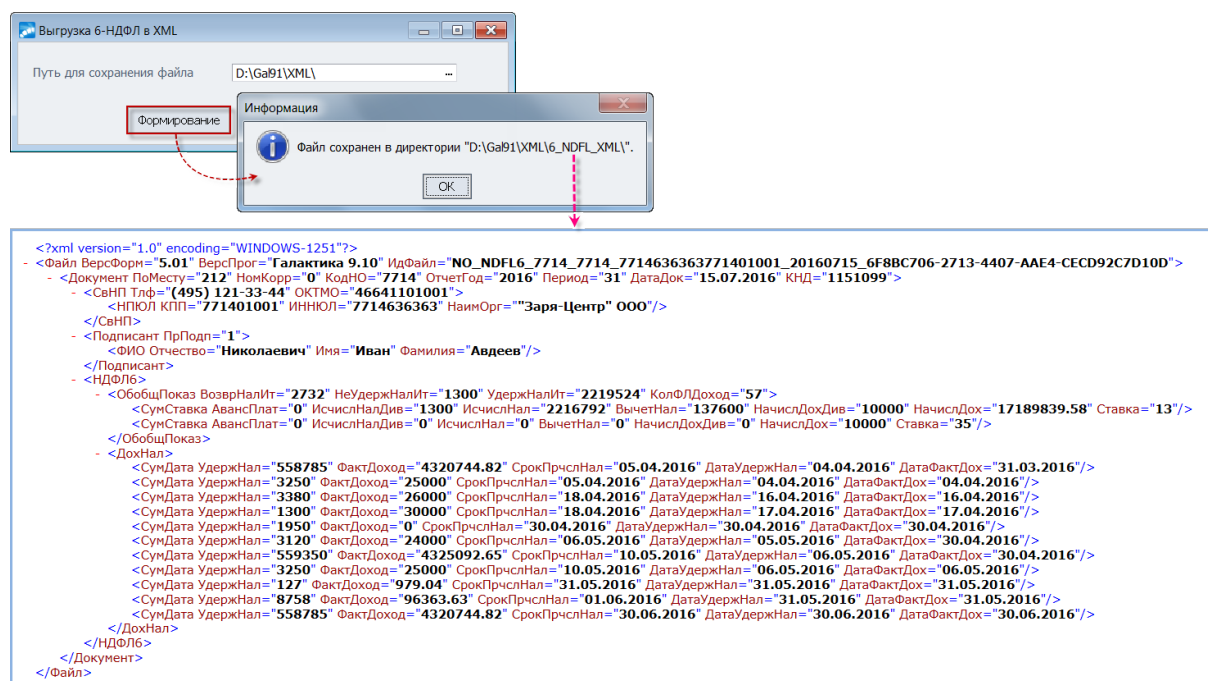 Выгрузка 6-НДФЛ в XML
Путь для сохранения файла D:\Gal91\XML\ ...
Формирование
Информация
Файл сохранен в директории "D:\Gal91\XML\6_NDFL_XML\".
OK
<?xml version="1.0" encoding="WINDOWS-1251"?>
- <Файл ВерсФорм="5.01" ВерсПрог="Галактика 9.10" ИдФайл="NO_NDFL6_7714_7714_7714636363771401001_20160715_6F8BC706-2713-4407-AAE4-CECD92C7D10D">
- <Документ ПоМесту="212" НомКорр="0" КодНО="7714" ОтчетГод="2016" Период="31" ДатаДок="15.07.2016" КНД="1151099">
- <СвНП Тлф="(495) 121-33-44" ОКТМО="46641101001">
<НПЮЛ КПП="771401001" ИННЮЛ="7714636363" НаимОрг=""Заря-Центр" ООО"/>
</СвНП>
- <Подписант ПрПодп="1">
<ФИО Отчество="Николаевич" Имя="Иван" Фамилия="Авдеев"/>
</Подписант>
- <НДФЛ6>
- <ОбобщПоказ ВозврНалИт="2732" НеУдержНалИт="1300" УдержНалИт="2219524" КолФЛДоход="57">
<СумСтавка АвансПлат="0" ИсчислНалДив="1300" ИсчислНал="2216792" ВычетНал="137600" НачислДохДив="10000" НачислДох="17189839.58" Ставка="13"/>
<СумСтавка АвансПлат="0" ИсчислНалДив="0" ИсчислНал="0" ВычетНал="0" НачислДохДив="0" НачислДох="10000" Ставка="35"/>
</ОбобщПоказ>
- <ДохНал>
<СумДата УдержНал="558785" ФактДоход="4320744.82" СрокПрчслНал="05.04.2016" ДатаУдержНал="04.04.2016" ДатаФактДох="31.03.2016"/>
<СумДата УдержНал="3250" ФактДоход="25000" СрокПрчслНал="05.04.2016" ДатаУдержНал="04.04.2016" ДатаФактДох="04.04.2016"/>
<СумДата УдержНал="3380" ФактДоход="26000" СрокПрчслНал="18.04.2016" ДатаУдержНал="16.04.2016" ДатаФактДох="16.04.2016"/>
<СумДата УдержНал="1300" ФактДоход="30000" СрокПрчслНал="18.04.2016" ДатаУдержНал="17.04.2016" ДатаФактДох="17.04.2016"/>
<СумДата УдержНал="1950" ФактДоход="0" СрокПрчслНал="30.04.2016" ДатаУдержНал="30.04.2016" ДатаФактДох="30.04.2016"/>
<СумДата УдержНал="3120" ФактДоход="24000" СрокПрчслНал="06.05.2016" ДатаУдержНал="05.05.2016" ДатаФактДох="30.04.2016"/>
<СумДата УдержНал="559350" ФактДоход="4325092.65" СрокПрчслНал="10.05.2016" ДатаУдержНал="06.05.2016" ДатаФактДох="30.04.2016"/>
<СумДата УдержНал="3250" ФактДоход="25000" СрокПрчслНал="10.05.2016" ДатаУдержНал="06.05.2016" ДатаФактДох="06.05.2016"/>
<СумДата УдержНал="127" ФактДоход="979.04" СрокПрчслНал="31.05.2016" ДатаУдержНал="31.05.2016" ДатаФактДох="31.05.2016"/>
<СумДата УдержНал="8758" ФактДоход="96363.63" СрокПрчслНал="01.06.2016" ДатаУдержНал="31.05.2016" ДатаФактДох="31.05.2016"/>
<СумДата УдержНал="558785" ФактДоход="4320744.82" СрокПрчслНал="30.06.2016" ДатаУдержНал="30.06.2016" ДатаФактДох="30.06.2016"/>
</ДохНал>
</НДФЛ6>
</Документ>
</Файл>